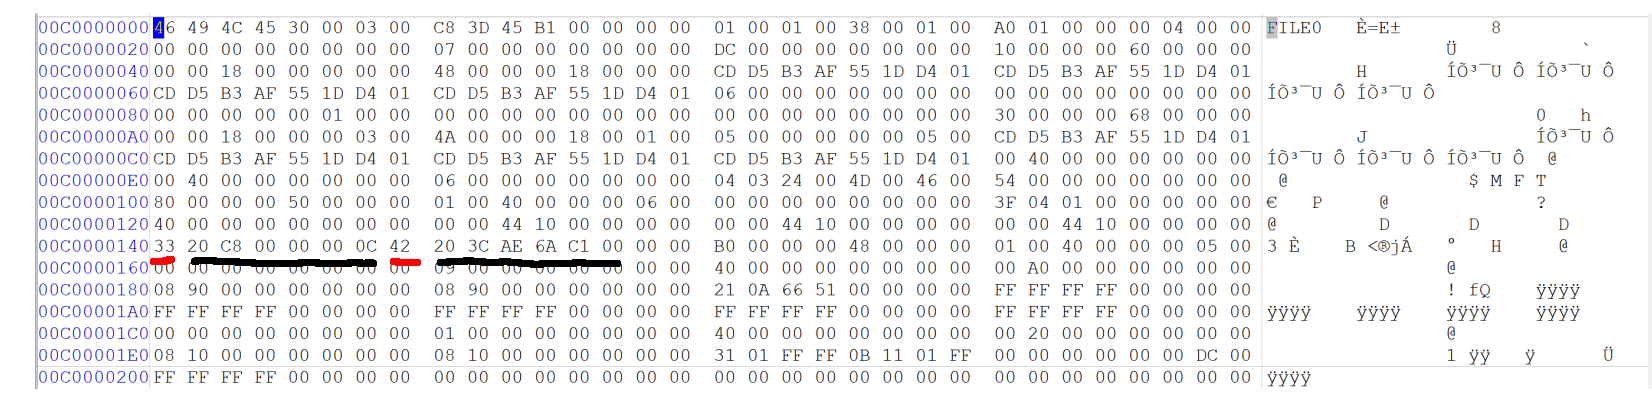 00C0000000 46 49 4C 45 30 00 03 00 C8 3D 45 B1 00 00 00 00 01 00 01 00 38 00 01 00 A0 01 00 00 00 04 00 00 FILE0 È=E± 8
00C0000020 00 00 00 00 00 00 00 00 07 00 00 00 00 00 00 00 DC 00 00 00 00 00 00 00 10 00 00 00 60 00 00 00 Ü `
00C0000040 00 00 18 00 00 00 00 00 48 00 00 00 18 00 00 00 CD D5 B3 AF 55 1D D4 01 CD D5 B3 AF 55 1D D4 01 H ÍÕ³¯U Ô ÍÕ³¯U Ô
00C0000060 CD D5 B3 AF 55 1D D4 01 CD D5 B3 AF 55 1D D4 01 06 00 00 00 00 00 00 00 00 00 00 00 00 00 00 00 ÍÕ³¯U Ô ÍÕ³¯U Ô
00C0000080 00 00 00 00 01 00 00 00 00 00 00 00 00 00 00 00 00 00 00 00 00 00 00 00 30 00 00 00 68 00 00 00 0 h
00C00000A0 00 00 18 00 00 00 03 00 4A 00 00 00 18 00 01 00 05 00 00 00 00 00 05 00 CD D5 B3 AF 55 1D D4 01 J ÍÕ³¯U Ô
00C00000C0 CD D5 B3 AF 55 1D D4 01 CD D5 B3 AF 55 1D D4 01 CD D5 B3 AF 55 1D D4 01 00 40 00 00 00 00 00 00 ÍÕ³¯U Ô ÍÕ³¯U Ô ÍÕ³¯U Ô @
00C00000E0 00 40 00 00 00 00 00 00 06 00 00 00 00 00 00 00 04 03 24 00 4D 00 46 00 54 00 00 00 00 00 00 00 @ $ M F T
00C0000100 80 00 00 00 50 00 00 00 01 00 40 00 00 00 06 00 00 00 00 00 00 00 00 00 3F 04 01 00 00 00 00 00 € P @ ?
00C0000120 40 00 00 00 00 00 00 00 00 00 44 10 00 00 00 00 00 00 44 10 00 00 00 00 00 00 44 10 00 00 00 00 @ D D D
00C0000140 33 20 C8 00 00 00 0C 42 20 3C AE 6A C1 00 00 00 B0 00 00 00 48 00 00 00 01 00 40 00 00 00 05 00 3 È B <®jÁ ° H @
00C0000160 00 00 00 00 00 00 00 00 09 00 00 00 00 00 00 00 40 00 00 00 00 00 00 00 00 A0 00 00 00 00 00 00 @
00C0000180 08 90 00 00 00 00 00 00 08 90 00 00 00 00 00 00 21 0A 66 51 00 00 00 00 FF FF FF FF 00 00 00 00 ! fQ ÿÿÿÿ
00C00001A0 FF FF FF FF 00 00 00 00 FF FF FF FF 00 00 00 00 FF FF FF FF 00 00 00 00 FF FF FF FF 00 00 00 00 ÿÿÿÿ ÿÿÿÿ ÿÿÿÿ ÿÿÿÿ
00C00001C0 00 00 00 00 00 00 00 00 01 00 00 00 00 00 00 00 40 00 00 00 00 00 00 00 00 20 00 00 00 00 00 00 @
00C00001E0 08 10 00 00 00 00 00 00 08 10 00 00 00 00 00 00 31 01 FF FF 0B 11 01 FF 00 00 00 00 00 00 DC 00 1 ÿÿ ÿ Ü
00C0000200 FF FF FF FF 00 00 00 00 00 00 00 00 00 00 00 00 00 00 00 00 00 00 00 00 00 00 00 00 00 00 00 00 ÿÿÿÿ